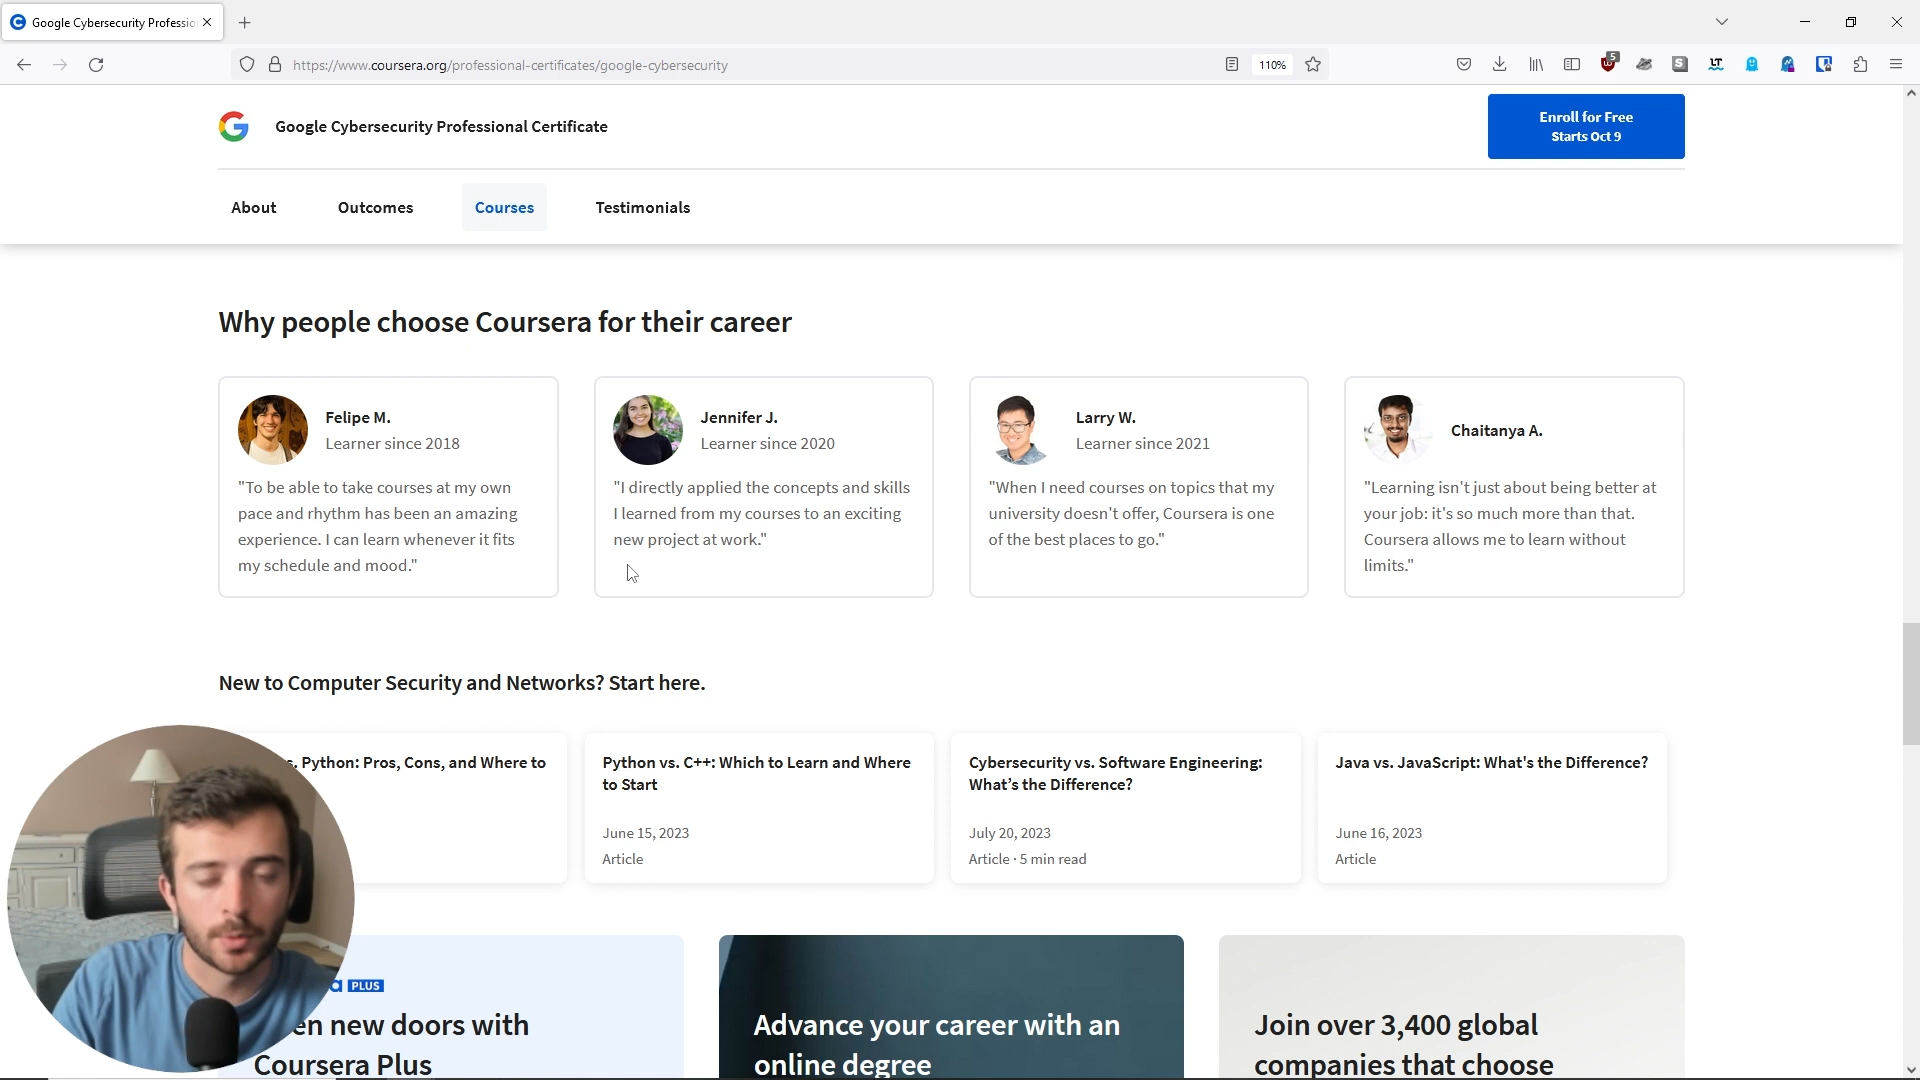 Google Cybersecurity Professio
https://www.coursera.org/professional-certificates/google-cybersecurity
110%
5
Google Cybersecurity Professional Certificate
Enroll for Free
Starts Oct 9
About
Outcomes
Courses
Testimonials
Why people choose Coursera for their career
Felipe M.
Learner since 2018
"To be able to take courses at my own
pace and rhythm has been an amazing
experience. I can learn whenever it fits
my schedule and mood."
Jennifer J.
Learner since 2020
"I directly applied the concepts and skills
I learned from my courses to an exciting
new project at work."
Larry W.
Learner since 2021
"When I need courses on topics that my
university doesn't offer, Coursera is one
of the best places to go."
Chaitanya A.
"Learning isn't just about being better at
your job: it's so much more than that.
Coursera allows me to learn without
limits."
New to Computer Security and Networks? Start here.
s. Python: Pros, Cons, and Where to
Python vs. C++: Which to Learn and Where
to Start
June 15, 2023
Article
Cybersecurity vs. Software Engineering:
What’s the Difference?
July 20, 2023
Article · 5 min read
Java vs. JavaScript: What's the Difference?
June 16, 2023
Article
a PLUS
en new doors with
Coursera Plus
Advance your career with an
online degree
Join over 3,400 global
companies that choose